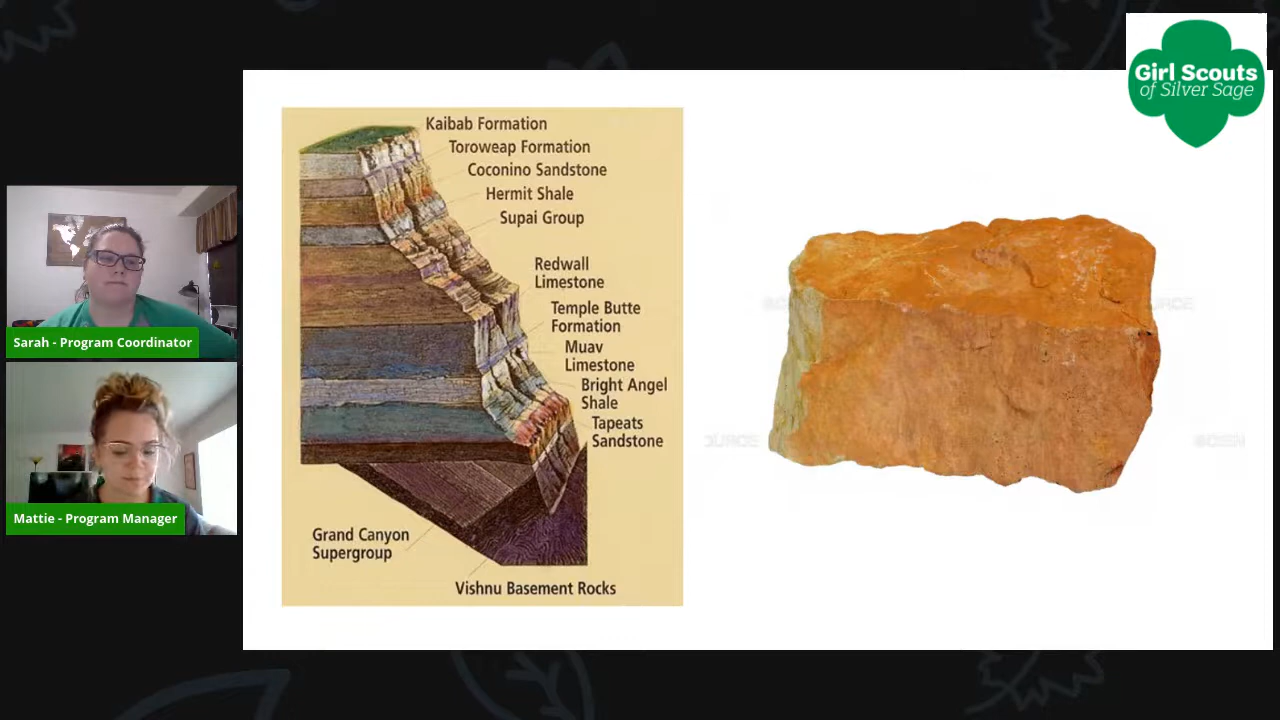 Girl Scouts
of Silver Sage
Kaibab Formation
Toroweap Formation
Coconino Sandstone
Hermit Shale
Supai Group
Redwall
Limestone
Temple Butte
Formation
Muav
Limestone
Bright Angel
Shale
Tapeats
Sandstone
Grand Canyon
Supergroup
Vishnu Basement Rocks
Sarah - Program Coordinator
Mattie - Program Manager